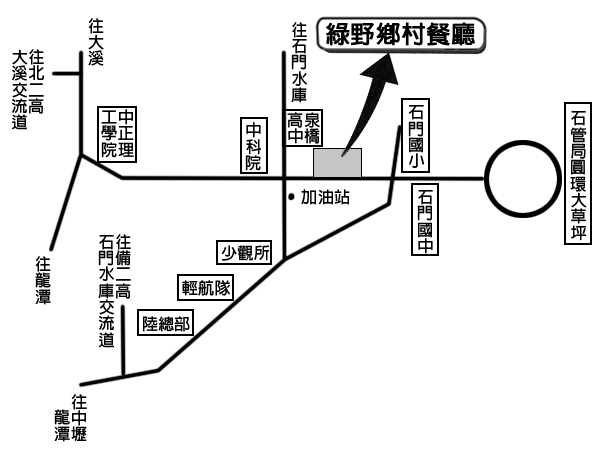 綠野鄉村餐廳
往大溪
往北二高
大溪交流道
往石門水庫
中正理
工學院
中科院
泉橋
高中
石門國小
石管局圓環大草坪
加油站
石門國中
往龍潭
往備二高
石門水庫交流道
少觀所
輕航隊
陸總部
往中壢
龍潭